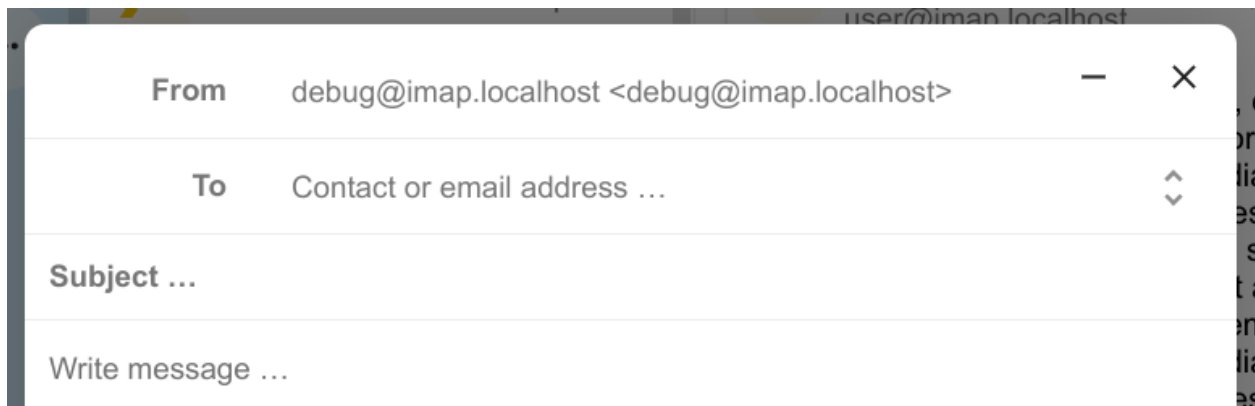 user@imap.localhost
From debug@imap.localhost <debug@imap.localhost>
To Contact or email address …
Subject …
Write message …